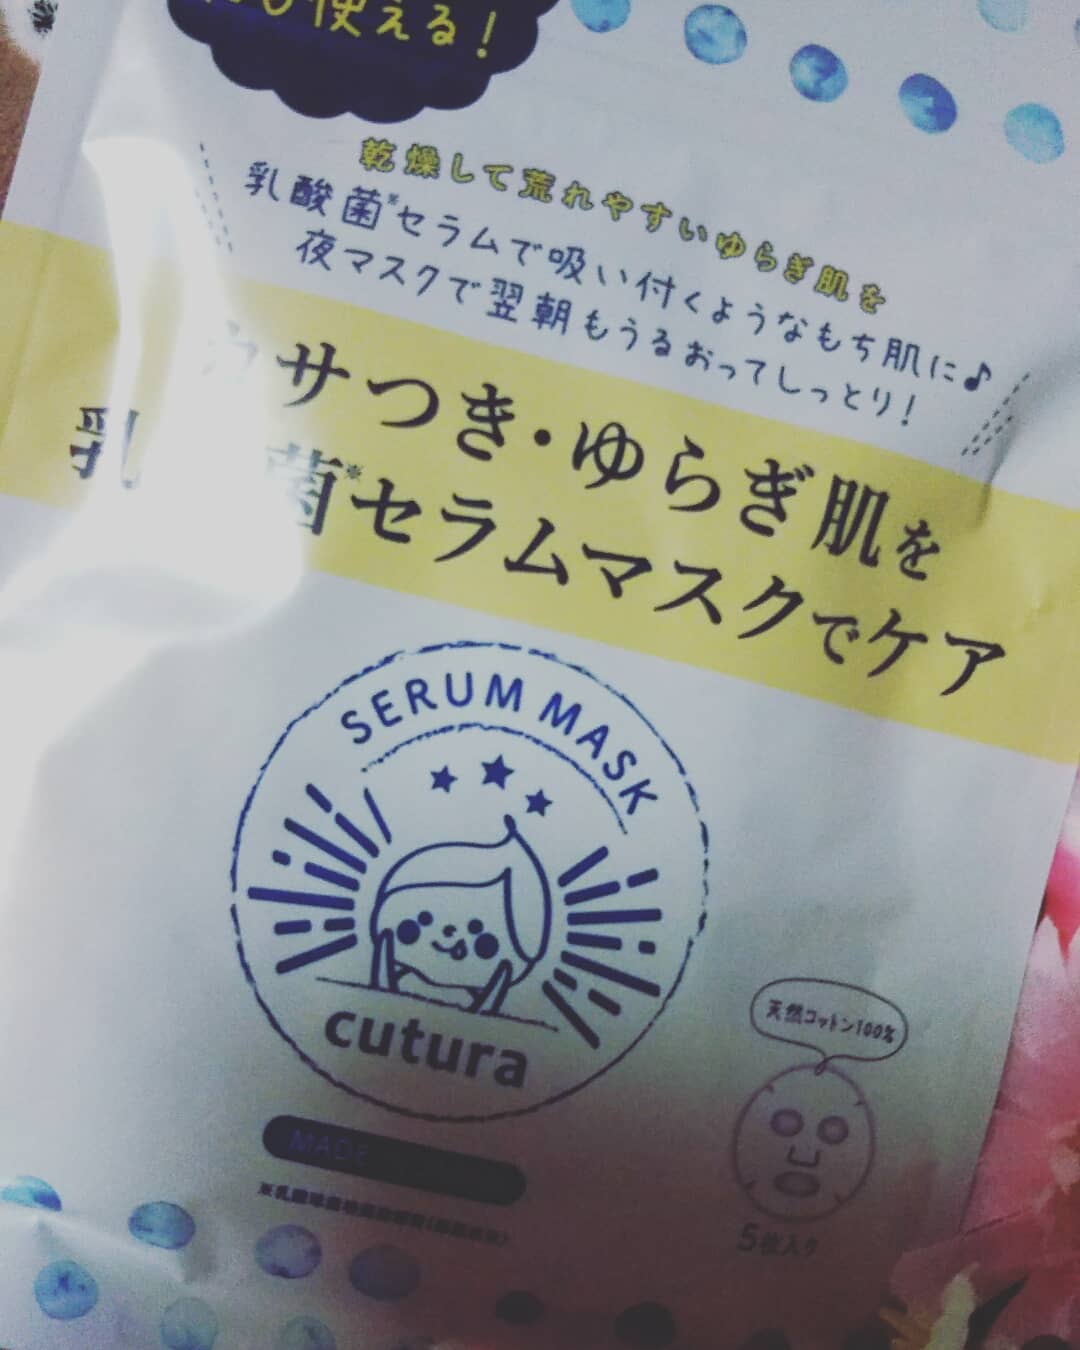 使える!
乾燥して荒れやすいゆらぎ肌を
乳酸菌※セラムで吸い付くようなもち肌に♪
夜マスクで翌朝もうるおってしっとり!
サつき・ゆらぎ肌を
乳 菌※セラムマスクでケア
SERUM MASK
cutura
天然コットン100%
MADE
5枚入り